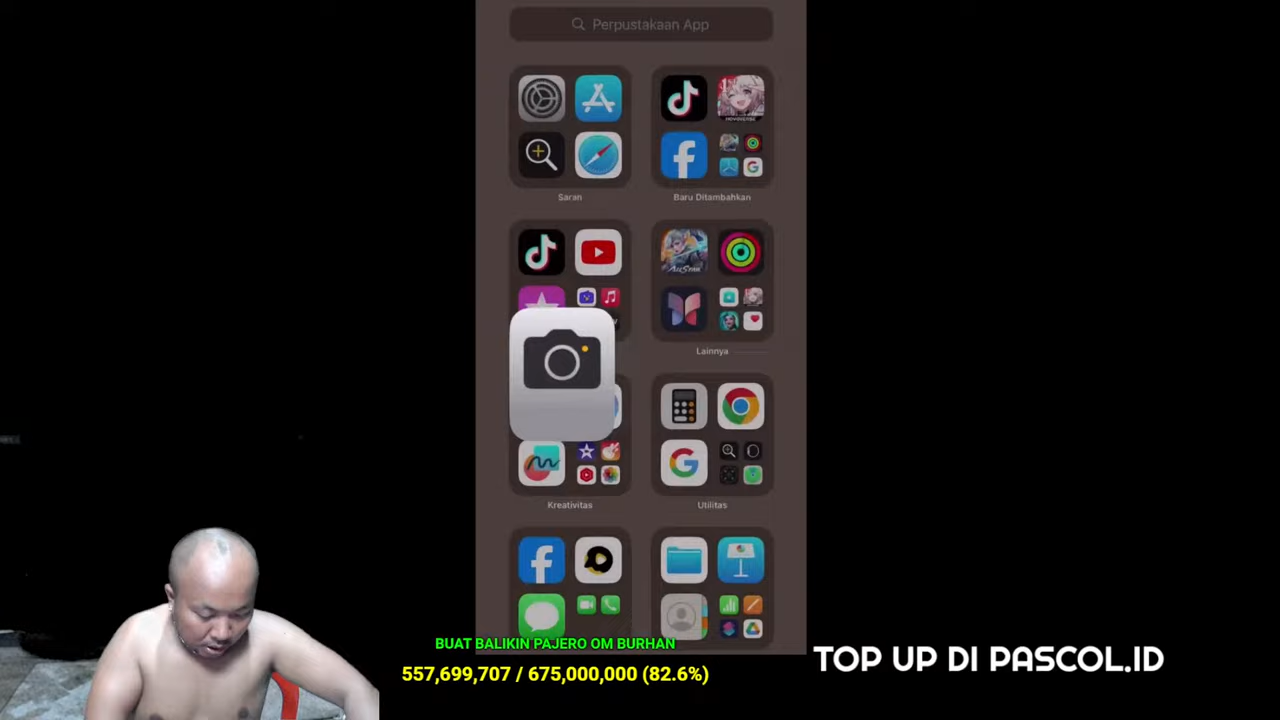 Perpustakaan App
Saran
Baru Ditambahkan
Lainnya
Kreativitas
Utilitas
BUAT BALIKIN PAJERO OM BURHAN
557,699,707 / 675,000,000 (82.6%)
TOP UP DI PASCOL.ID